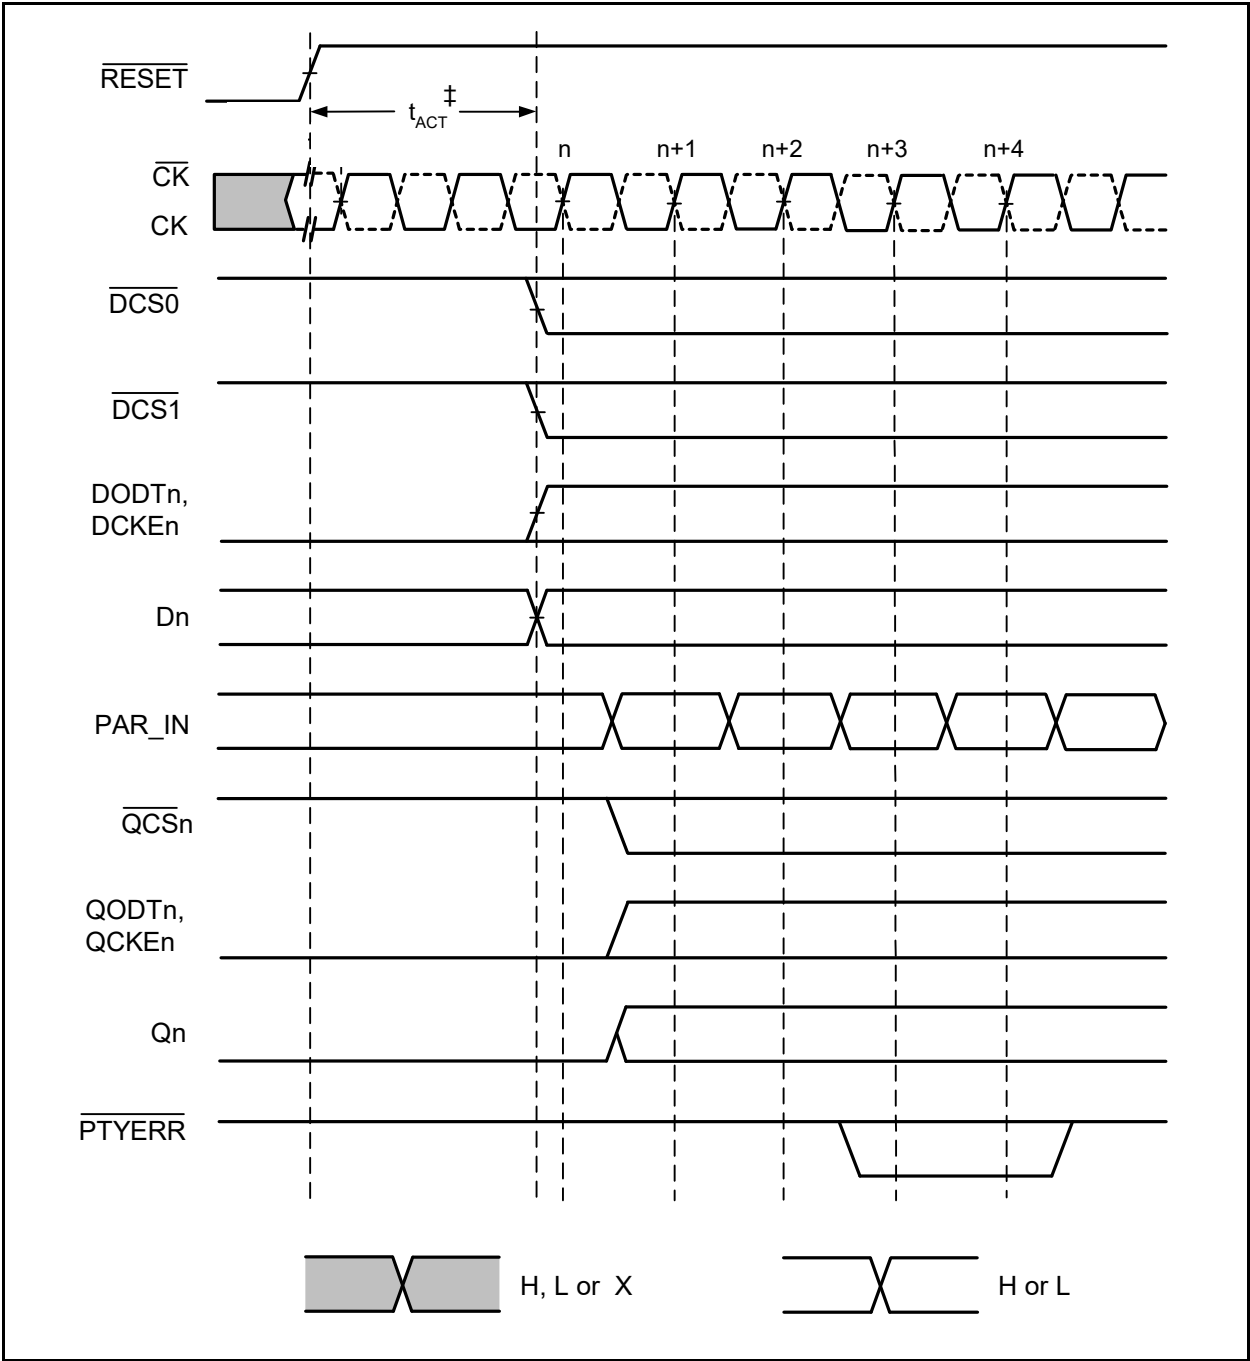 RESET
‡
tACT
n n+1 n+2 n+3 n+4
CK
CK
DCS0
DCS1
DODTn,
DCKEn
Dn
PAR_IN
QCSn
QODTn,
QCKEn
Qn
PTYERR
H, L or X
H or L